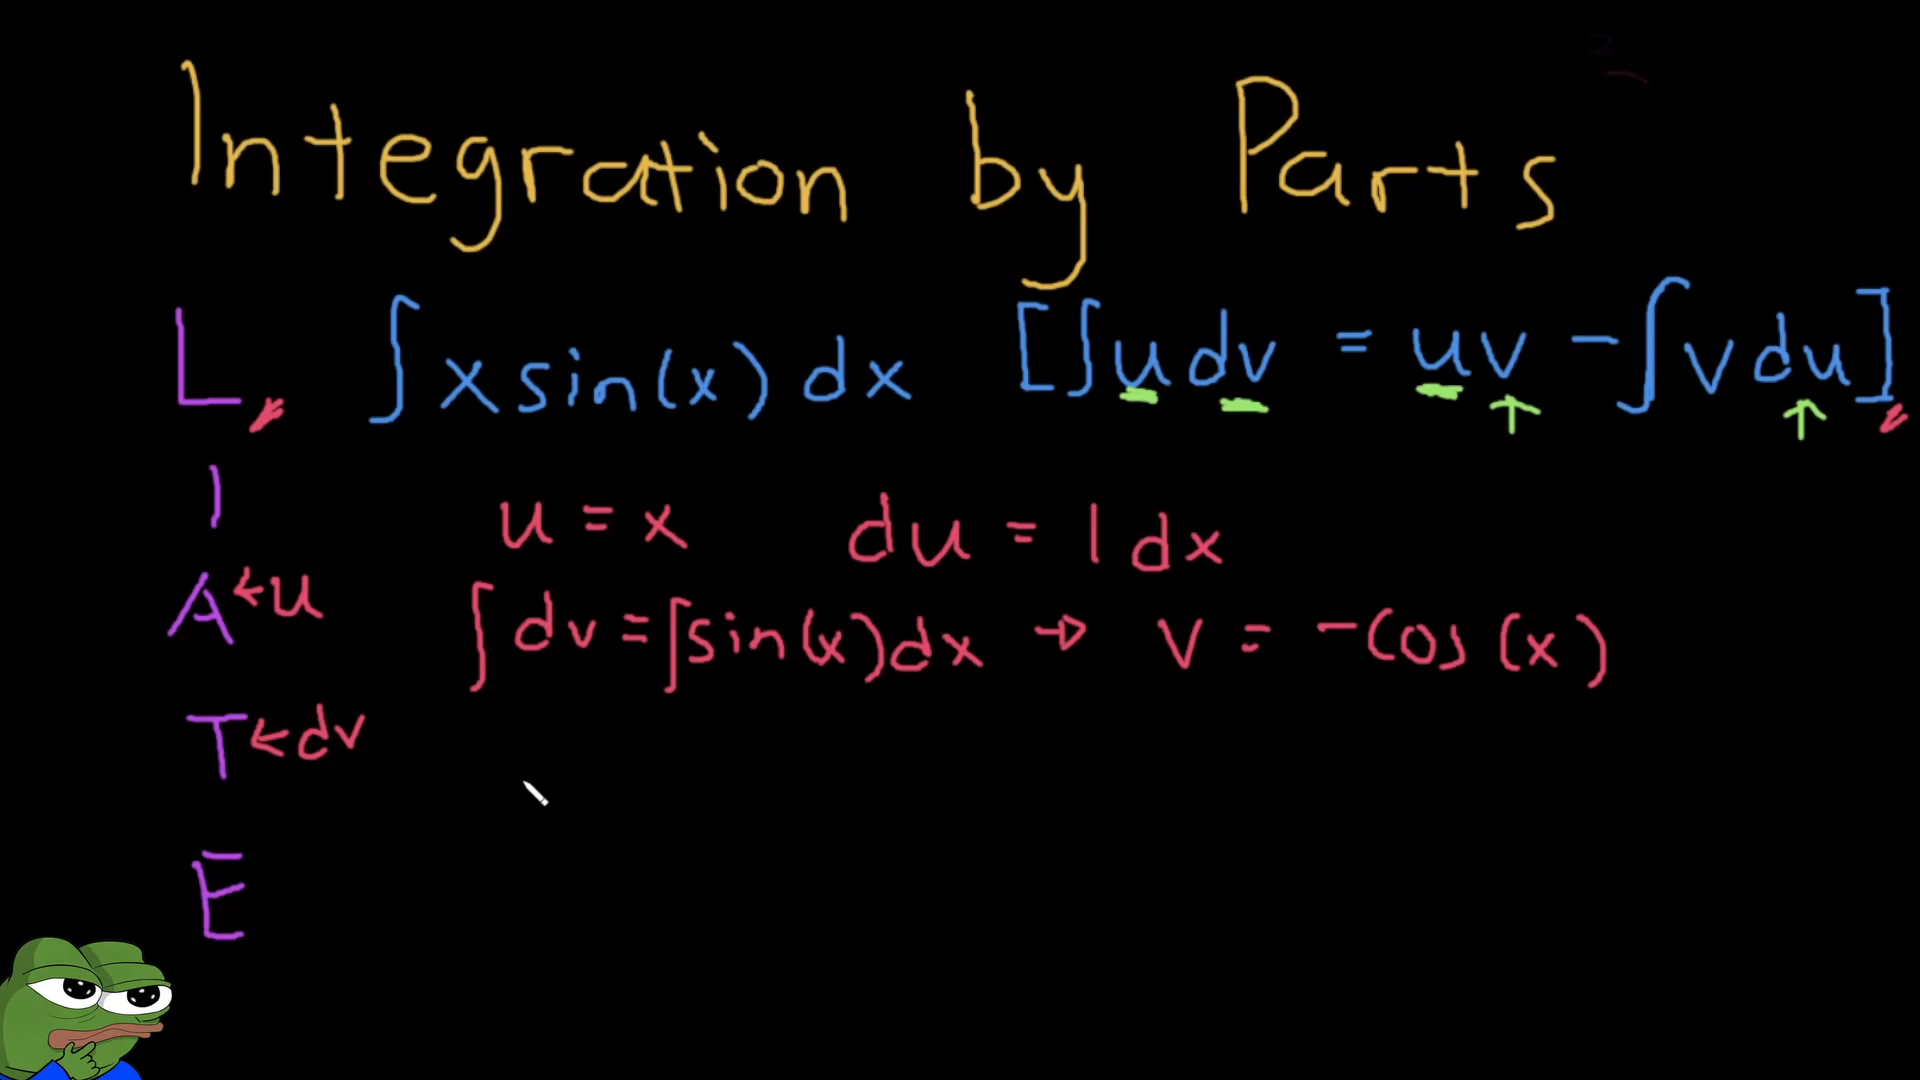 Integration by Parts
L ∫ x sin(x) dx [∫ u dv = uv - ∫ v du]
I
u = x du = 1 dx
A ← u
∫ dv = ∫ sin(x) dx → v = -cos(x)
T ← dv
E